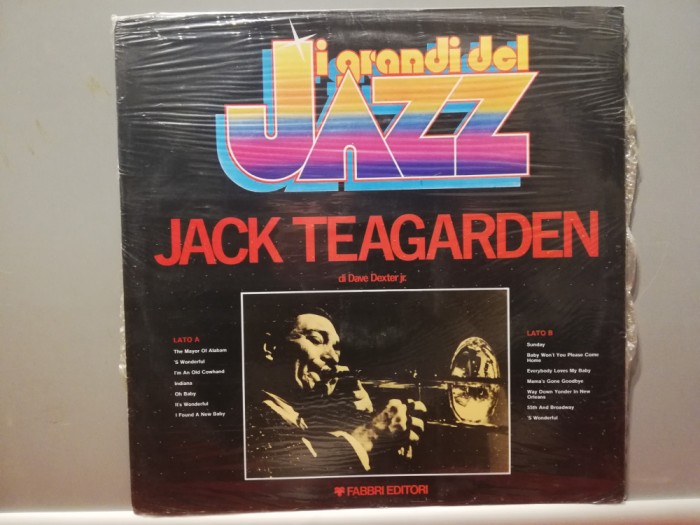 i grandi del
JAZZ
JACK TEAGARDEN
di Dave Dexter jr.
LATO A
The Mayor Of Alabam
'S Wonderful
I'm An Old Cowhand
Indiana
Oh Baby
It's Wonderful
I Found A New Baby
LATO B
Sunday
Baby Won't You Please Come
Home
Everybody Loves My Baby
Mama's Gone Goodbye
Way Down Yonder In New
Orleans
55th And Broadway
'S Wonderful
FABBRI EDITORI